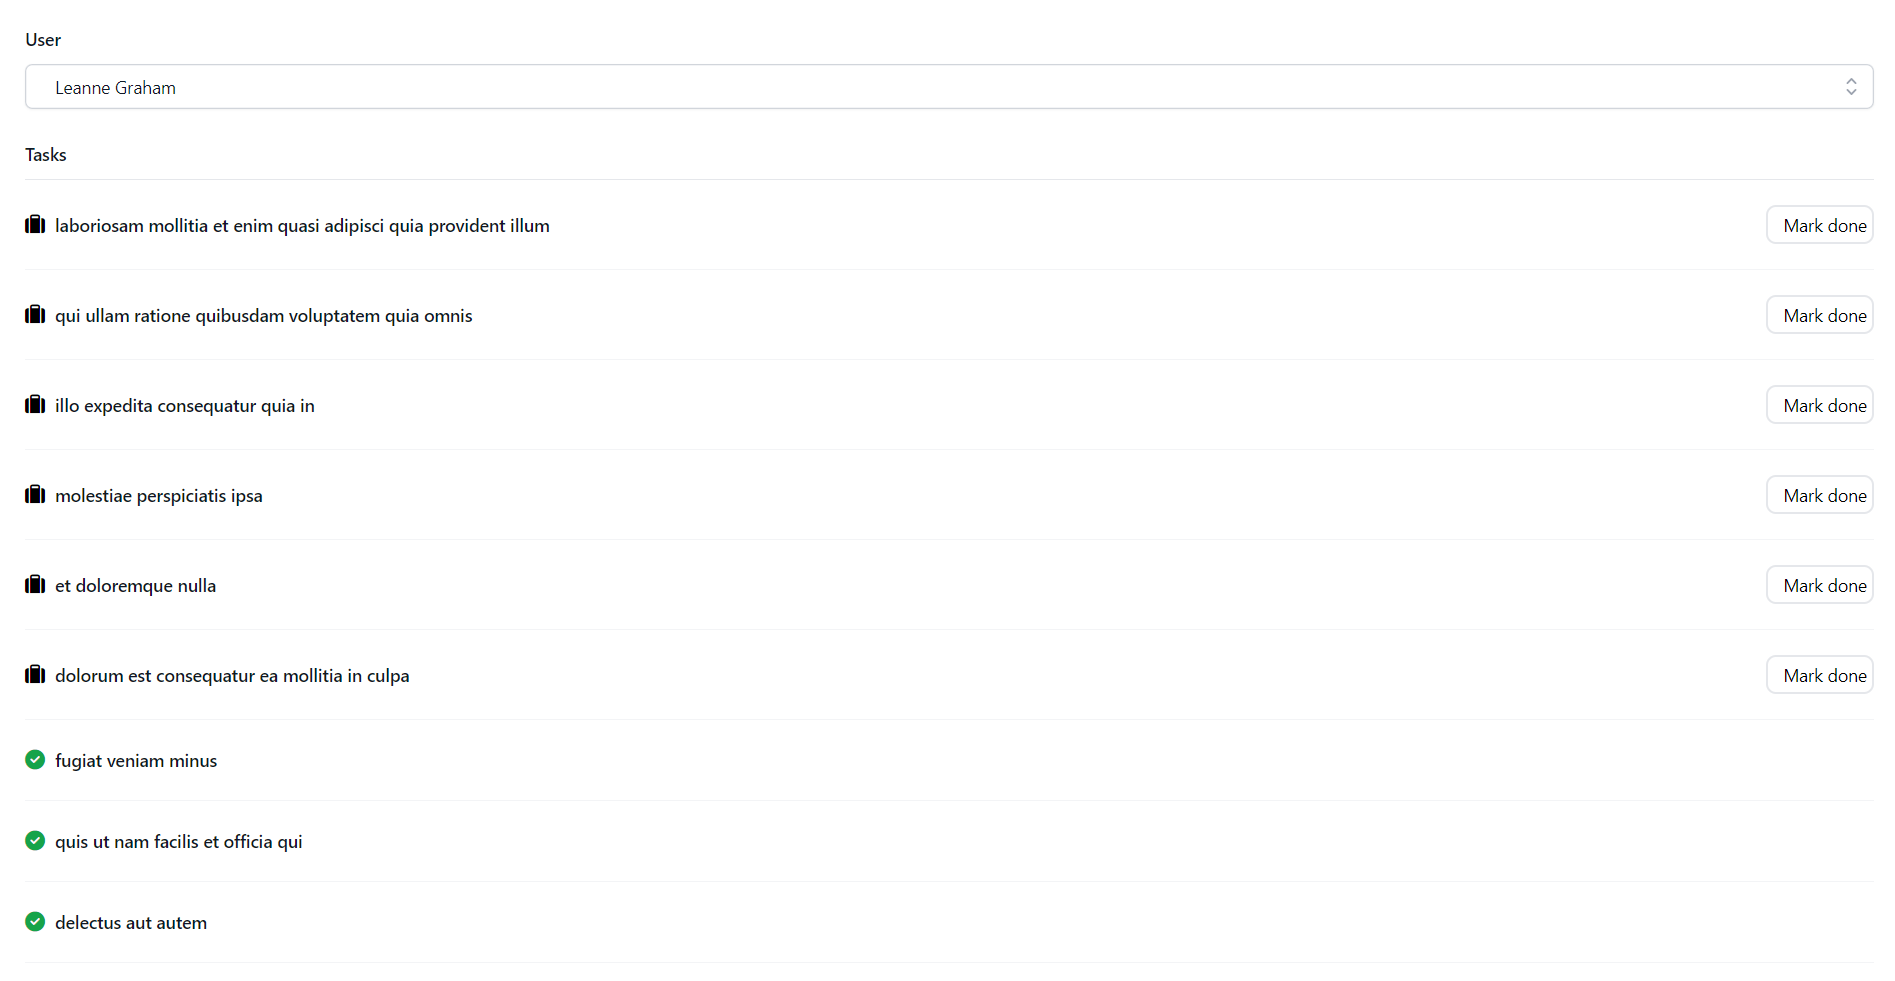 User
Leanne Graham
Tasks
laboriosam mollitia et enim quasi adipisci quia provident illum Mark done
qui ullam ratione quibusdam voluptatem quia omnis Mark done
illo expedita consequatur quia in Mark done
molestiae perspiciatis ipsa Mark done
et doloremque nulla Mark done
dolorum est consequatur ea mollitia in culpa Mark done
fugiat veniam minus
quis ut nam facilis et officia qui
delectus aut autem